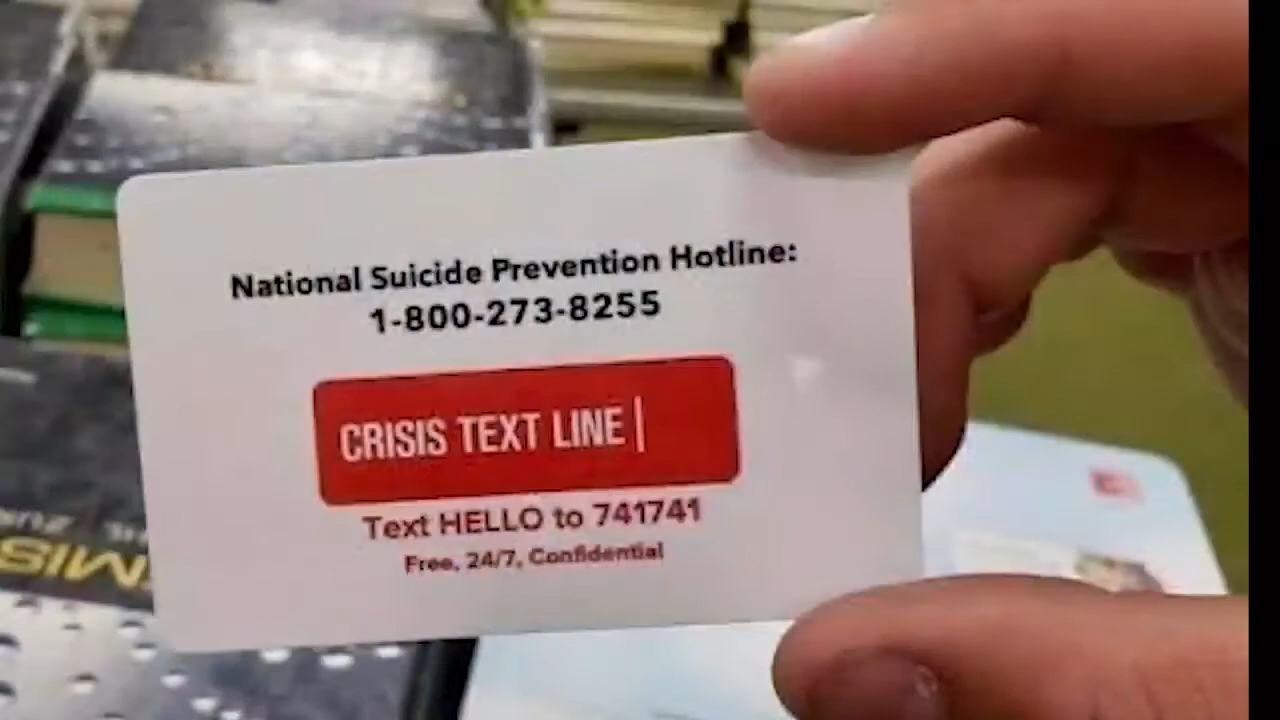 National Suicide Prevention Hotline:
1-800-273-8255
CRISIS TEXT LINE |
Text HELLO to 741741
Free, 24/7, Confidential